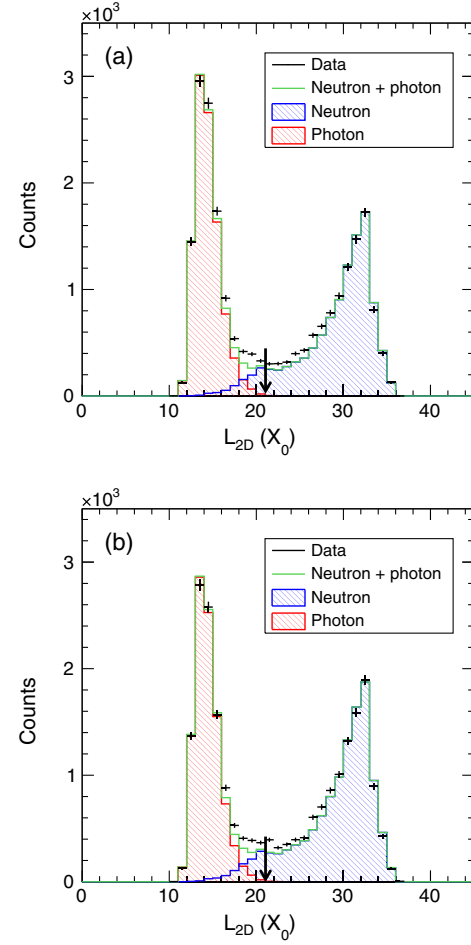 ×10³
(a)
Data
Neutron + photon
Neutron
Photon
3
2
1
0
Counts
0 10 20 30 40
L₂D (X₀)
×10³
(b)
Data
Neutron + photon
Neutron
Photon
3
2
1
0
Counts
0 10 20 30 40
L₂D (X₀)